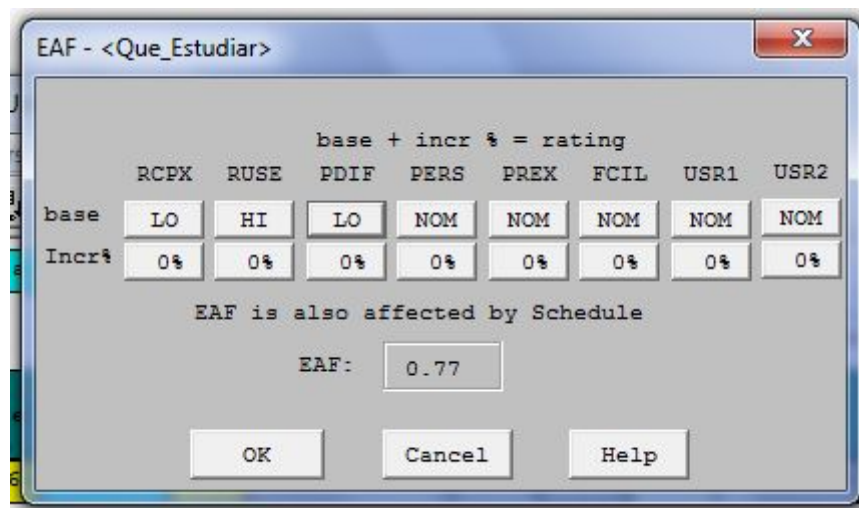 EAF - <Que_Estudiar>
base + incr % = rating
RCPX RUSE PDIF PERS PREX FCIL USR1 USR2
base LO HI LO NOM NOM NOM NOM NOM
Incr% 0% 0% 0% 0% 0% 0% 0% 0%
EAF is also affected by Schedule
EAF: 0.77
OK Cancel Help